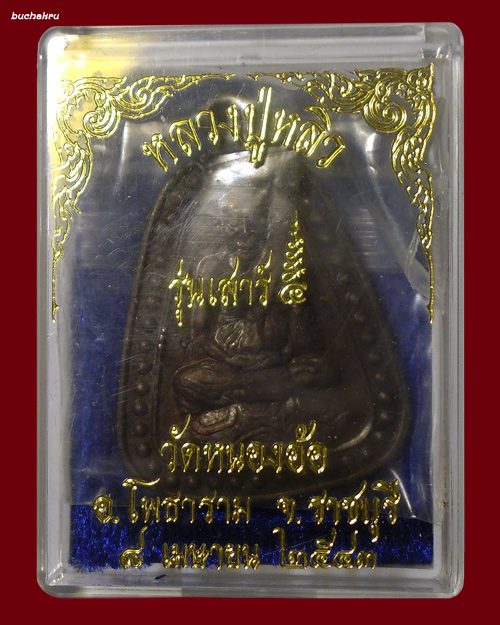 buchakru
หลวงปู่หลิว
รุ่นเสาร์ ๕
วัดหนองอ้อ
อ.โพธาราม จ.ราชบุรี
๘ เมษายน ๒๕๔๓